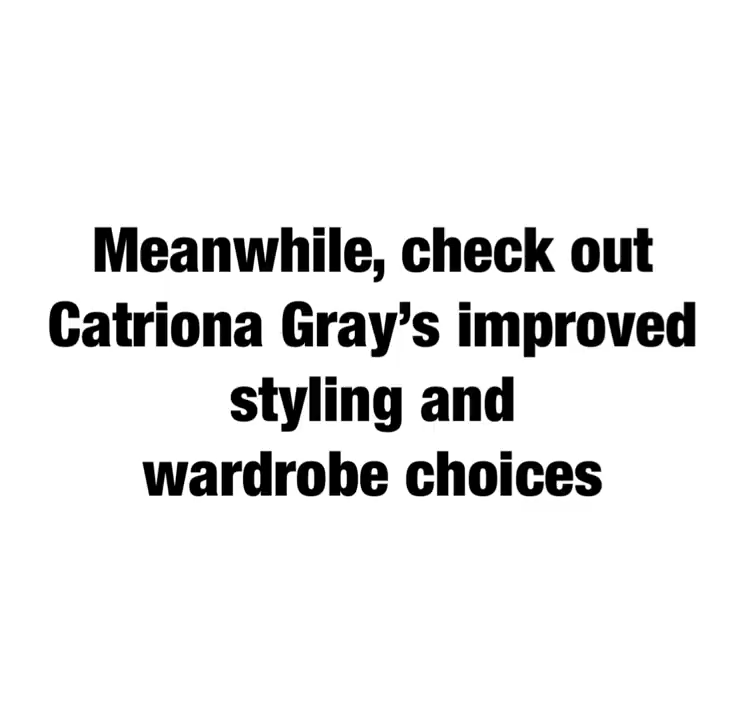 Meanwhile, check out
Catriona Gray’s improved
styling and
wardrobe choices